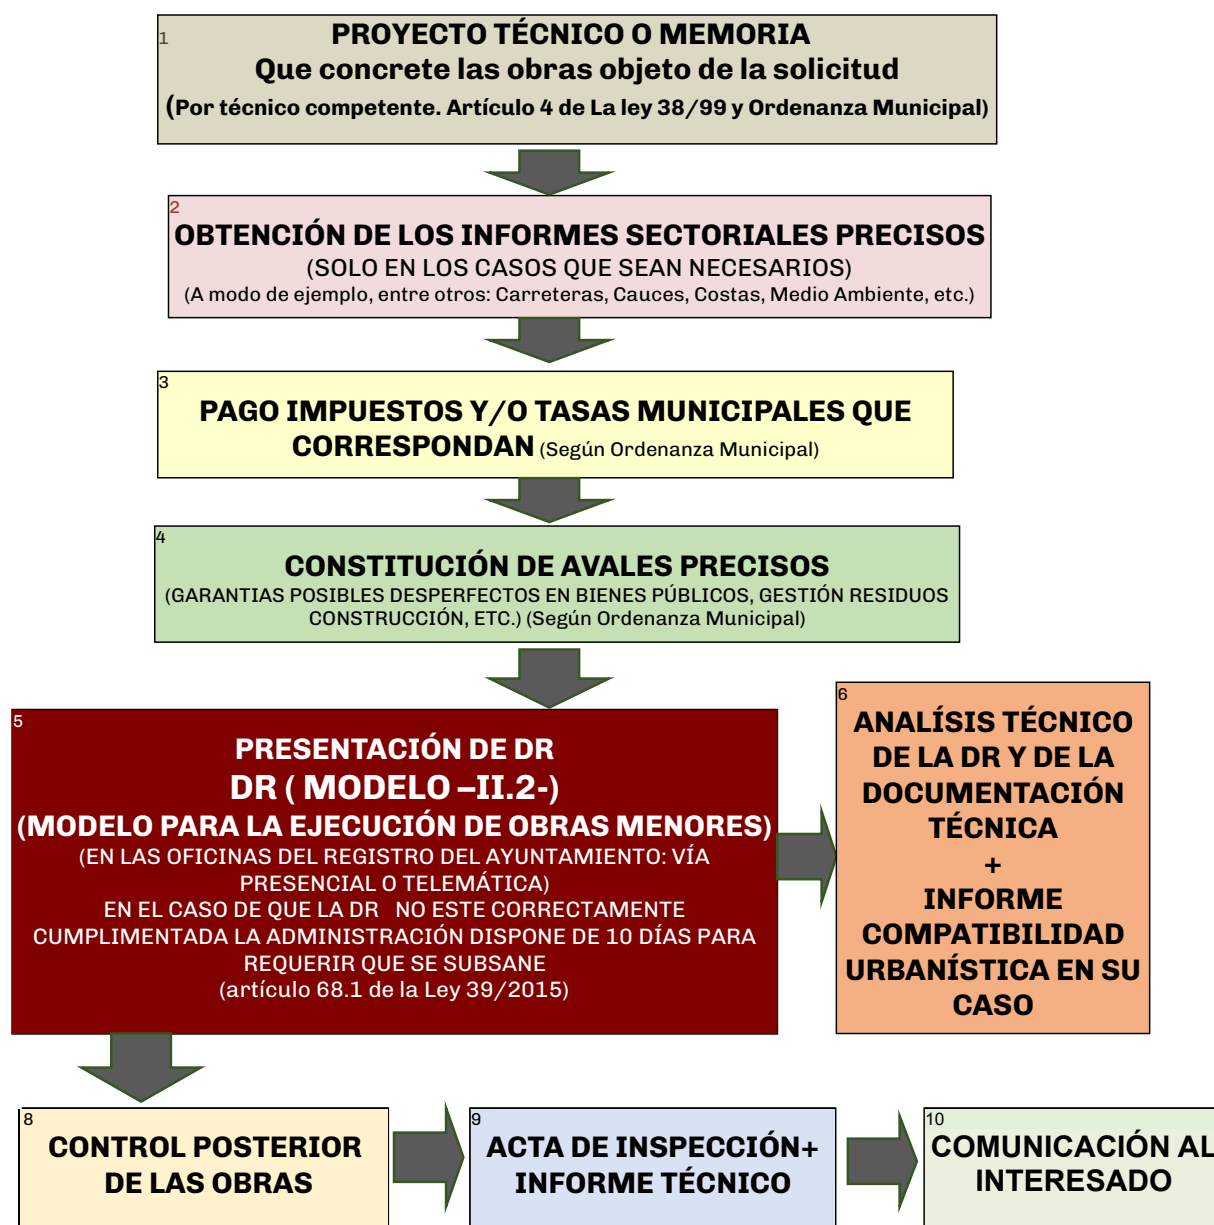 1
PROYECTO TÉCNICO O MEMORIA
Que concrete las obras objeto de la solicitud
(Por técnico competente. Artículo 4 de La ley 38/99 y Ordenanza Municipal)
2
OBTENCIÓN DE LOS INFORMES SECTORIALES PRECISOS
(SOLO EN LOS CASOS QUE SEAN NECESARIOS)
(A modo de ejemplo, entre otros: Carreteras, Cauces, Costas, Medio Ambiente, etc.)
3
PAGO IMPUESTOS Y/O TASAS MUNICIPALES QUE
CORRESPONDAN (Según Ordenanza Municipal)
4
CONSTITUCIÓN DE AVALES PRECISOS
(GARANTIAS POSIBLES DESPERFECTOS EN BIENES PÚBLICOS, GESTIÓN RESIDUOS
CONSTRUCCIÓN, ETC.) (Según Ordenanza Municipal)
5
PRESENTACIÓN DE DR
DR ( MODELO –II.2-)
(MODELO PARA LA EJECUCIÓN DE OBRAS MENORES)
(EN LAS OFICINAS DEL REGISTRO DEL AYUNTAMIENTO: VÍA
PRESENCIAL O TELEMÁTICA)
EN EL CASO DE QUE LA DR NO ESTE CORRECTAMENTE
CUMPLIMENTADA LA ADMINISTRACIÓN DISPONE DE 10 DÍAS PARA
REQUERIR QUE SE SUBSANE
(artículo 68.1 de la Ley 39/2015)
6
ANALÍSIS TÉCNICO
DE LA DR Y DE LA
DOCUMENTACIÓN
TÉCNICA
+
INFORME
COMPATIBILIDAD
URBANÍSTICA EN SU
CASO
8
CONTROL POSTERIOR
DE LAS OBRAS
9
ACTA DE INSPECCIÓN+
INFORME TÉCNICO
10
COMUNICACIÓN AL
INTERESADO